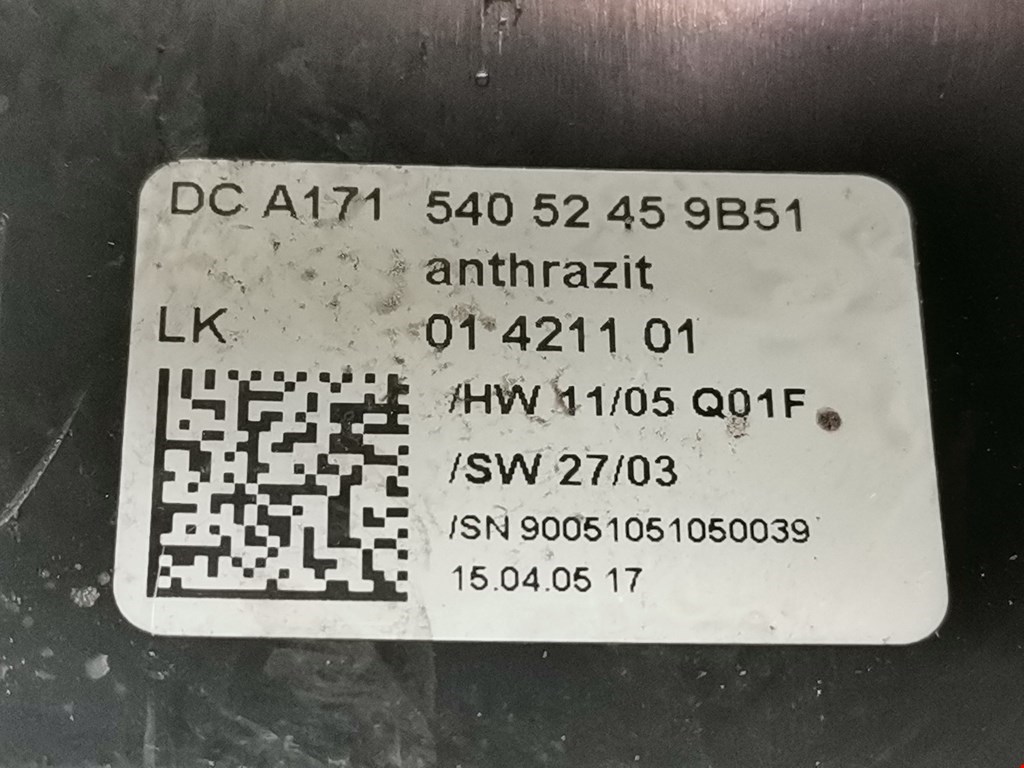 DC A171 540 52 45 9B51
anthrazit
LK 01 4211 01
/HW 11/05 Q01F
/SW 27/03
/SN 90051051050039
15.04.05 17